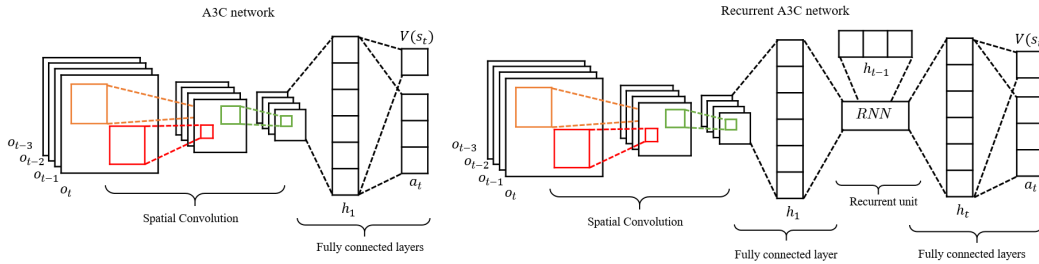 A3C network
V(s_t)
o_{t-3}
o_{t-2}
o_{t-1}
o_t
a_t
h_1
Spatial Convolution
Fully connected layers
Recurrent A3C network
V(s_t
h_{t-1}
RNN
o_{t-3}
o_{t-2}
o_{t-1}
o_t
a_t
h_1
h_t
Recurrent unit
Spatial Convolution
Fully connected layer
Fully connected layers